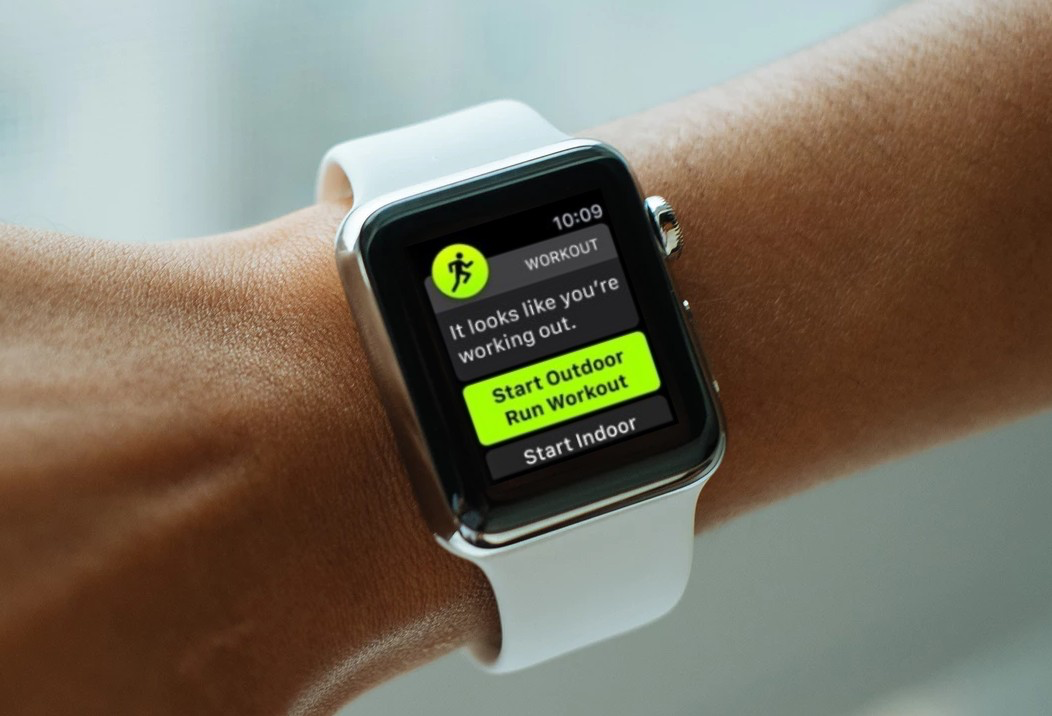 10:09
WORKOUT
It looks like you're
working out.
Start Outdoor
Run Workout
Start Indoor